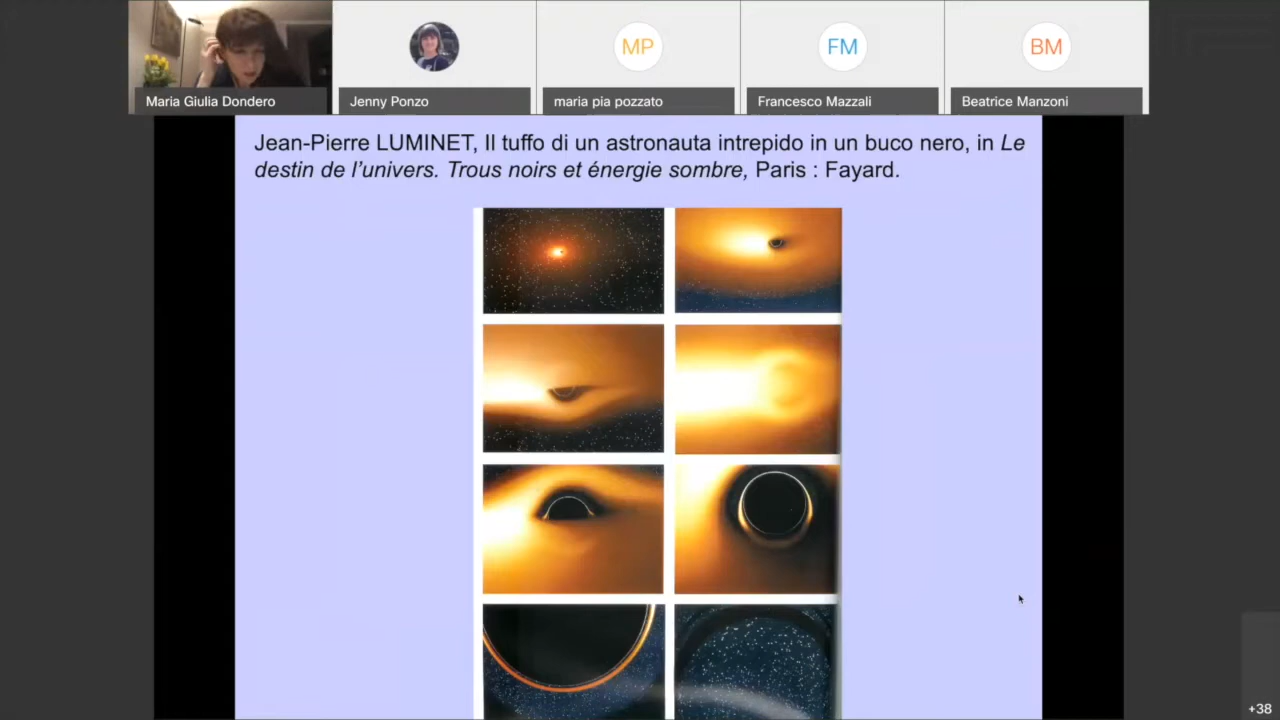 MP
FM
BM
Maria Giulia Dondero
Jenny Ponzo
maria pia pozzato
Francesco Mazzali
Beatrice Manzoni
Jean-Pierre LUMINET, Il tuffo di un astronauta intrepido in un buco nero, in Le
destin de l’univers. Trous noirs et énergie sombre, Paris : Fayard.
+38